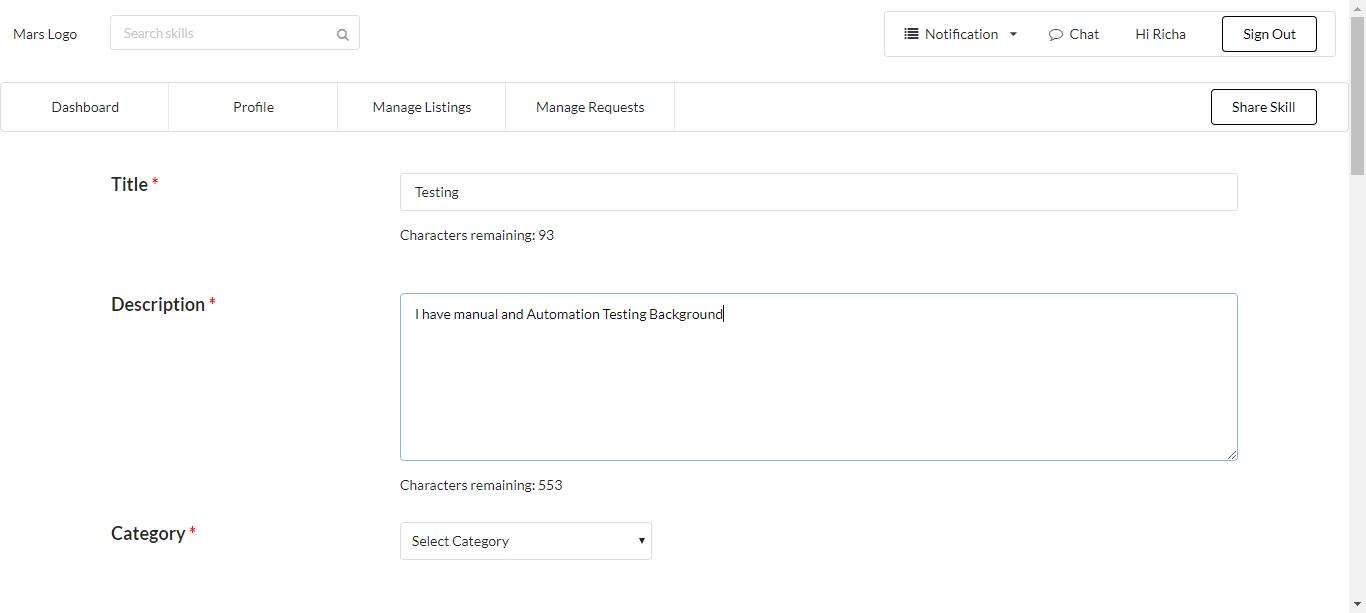 Mars Logo
Search skills
Notification
Chat
Hi Richa
Sign Out
Dashboard
Profile
Manage Listings
Manage Requests
Share Skill
Title *
Testing
Characters remaining: 93
Description *
I have manual and Automation Testing Background
Characters remaining: 553
Category *
Select Category